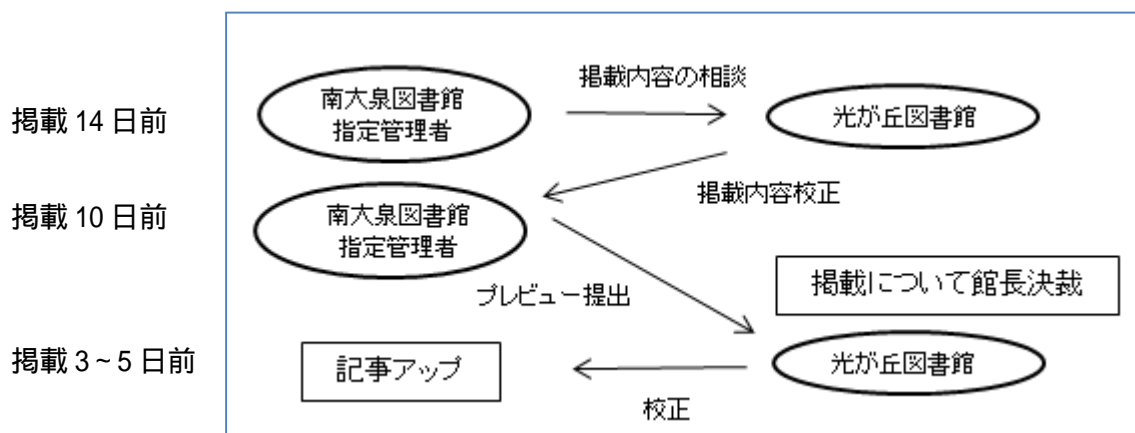 掲載内容の相談
掲載 14 日前
南大泉図書館
指定管理者
光が丘図書館
掲載内容校正
掲載 10 日前
南大泉図書館
指定管理者
プレビュー提出
掲載について館長決裁
掲載 3～5 日前
記事アップ
光が丘図書館
校正